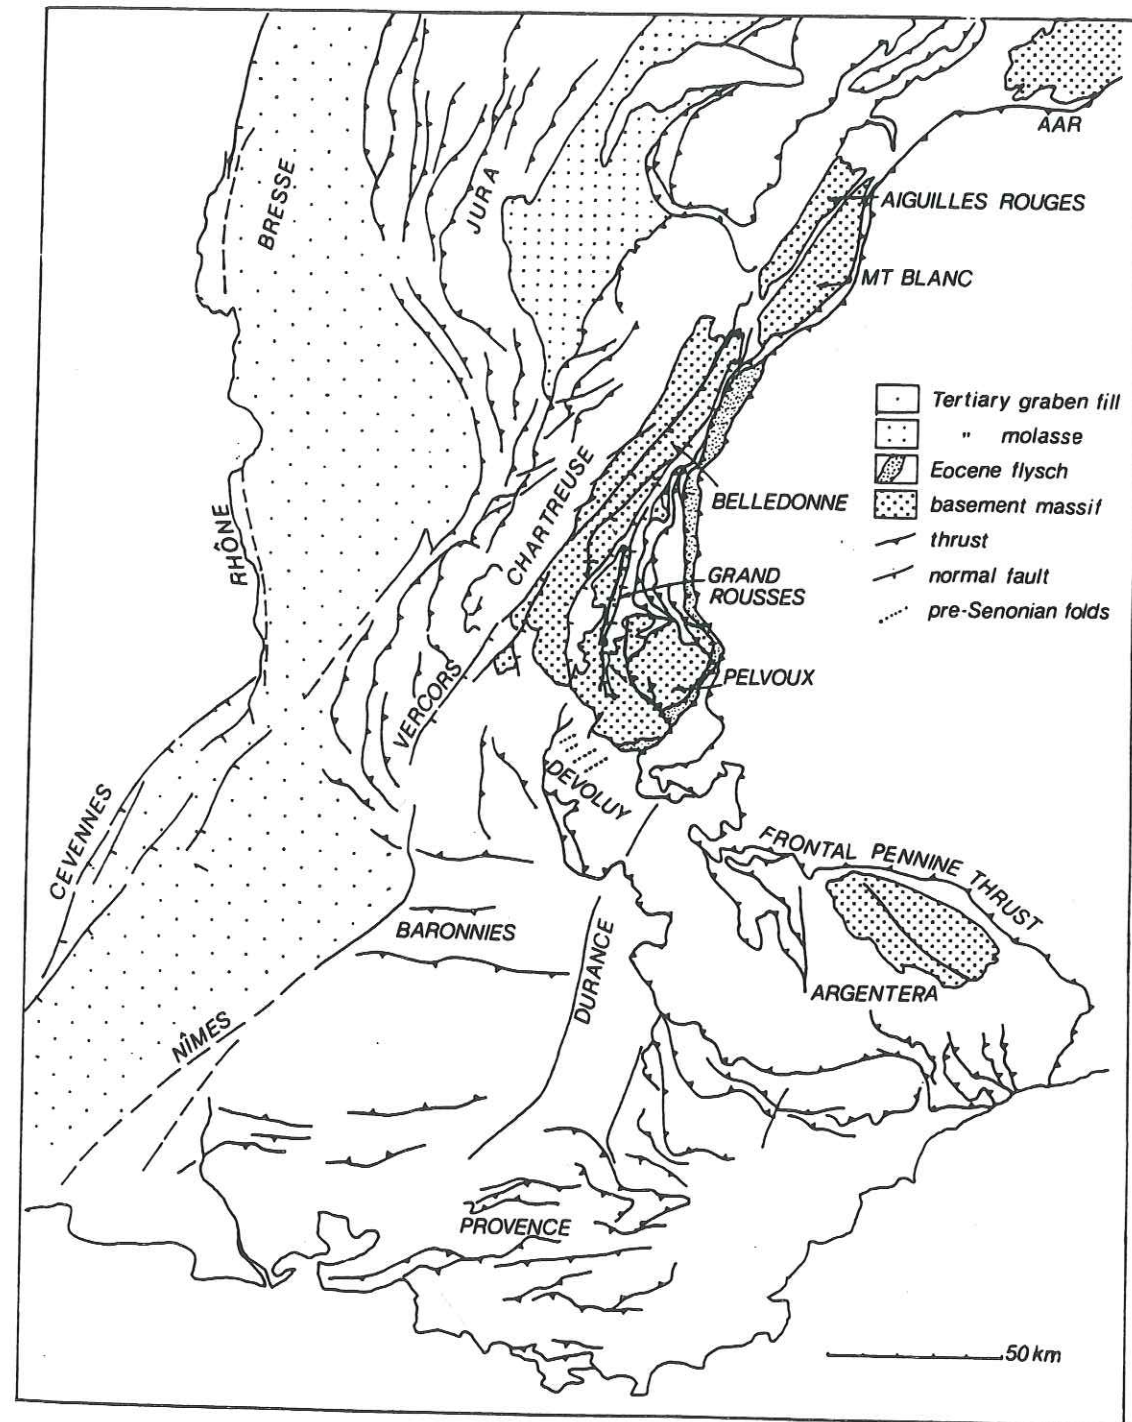 AAR
AIGUILLES ROUGES
BRESSE
JURA
MT BLANC
Tertiary graben fill
" molasse
Eocene flysch
basement massif
thrust
normal fault
pre-Senonian folds
CHARTREUSE
BELLEDONNE
RHÔNE
GRAND
ROUSSES
PELVOUX
VERCORS
DEVOLUY
CEVENNES
FRONTAL PENNINE THRUST
BARONNIES
DURANCE
ARGENTERA
NÎMES
PROVENCE
50 km